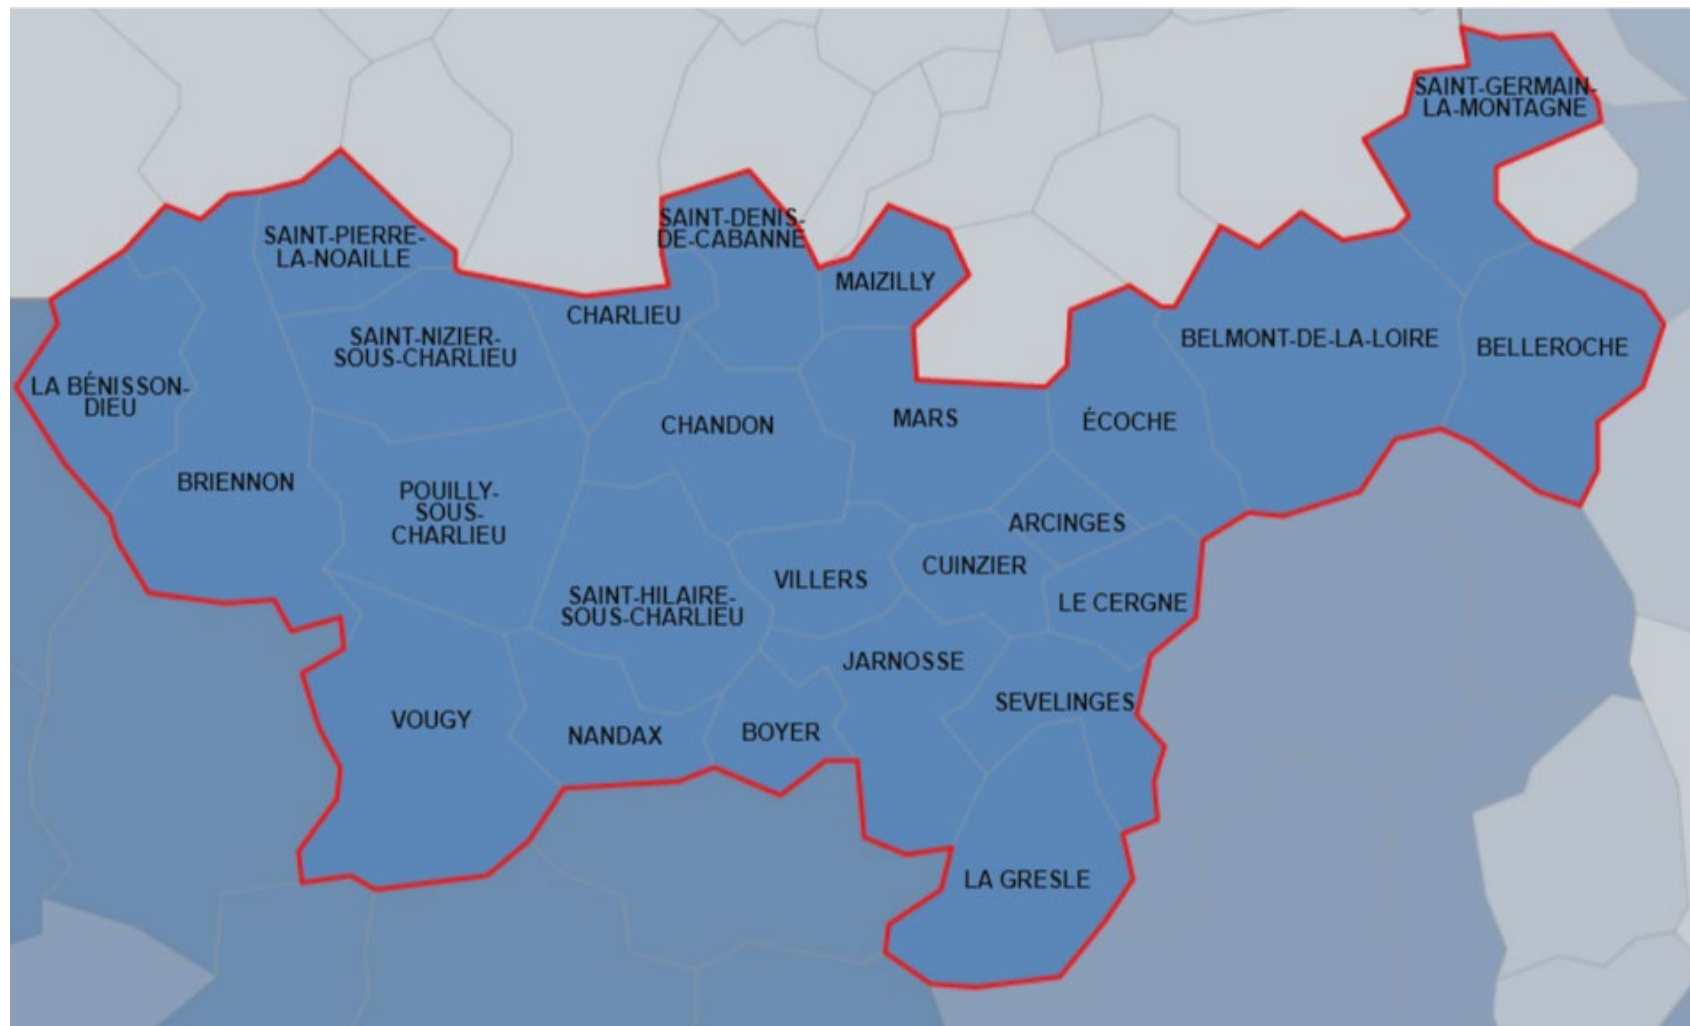 SAINT-GERMAIN-
LA-MONTAGNE
SAINT-PIERRE-
LA-NOAILLE
SAINT-DENIS-
DE-CABANNE
MAIZILLY
CHARLIEU
SAINT-NIZIER-
SOUS-CHARLIEU
BELMONT-DE-LA-LOIRE
BELLEROCHE
LA BÉNISSON-
DIEU
CHANDON
MARS
ÉCOCHE
BRIENNON
POUILLY-
SOUS-
CHARLIEU
ARCINGES
CUINZIER
VILLERS
SAINT-HILAIRE-
SOUS-CHARLIEU
LE CERGNE
JARNOSSE
SEVELINGES
VOUGY
NANDAX
BOYER
LA GRESLE